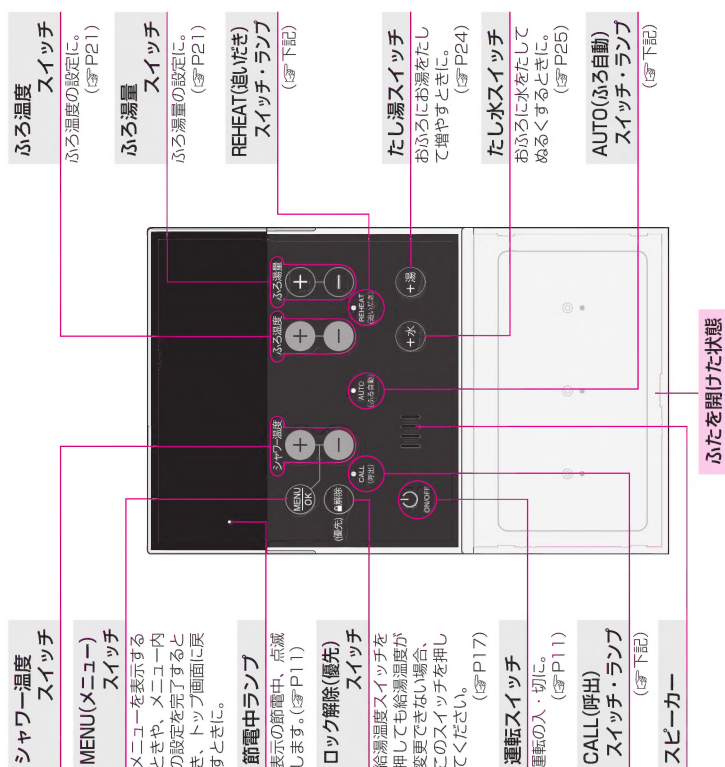 シャワー温度
スイッチ
MENU(メニュー)
スイッチ
メニューを表示する
ときや、メニュー内
の設定を完了すると
き、トップ画面に戻
すときに。
節電中ランプ
表示の節電中、点滅
します。(☞P11)
ロック解除(優先)
スイッチ
給湯温度スイッチを
押しても給湯温度が
変更できない場合、
このスイッチを押し
てください。
(☞P17)
運転スイッチ
運転の入・切に。
(☞P11)
CALL(呼出)
スイッチ・ランプ
(☞下記)
スピーカー
シャワー温度
ふろ温度
ふろ湯量
+
+
+
−
−
−
MENU
OK
(優先)
解除
CALL
(呼出)
AUTO
(ふろ自動)
REHEAT
(追いだき)
ON/OFF
+水
+湯
ふたを開けた状態
ふろ温度
スイッチ
ふろ温度の設定に。
(☞P21)
ふろ湯量
スイッチ
ふろ湯量の設定に。
(☞P21)
REHEAT(追いだき)
スイッチ・ランプ
(☞下記)
たし湯スイッチ
おふろにお湯をたし
て増やすときに。
(☞P24)
たし水スイッチ
おふろに水をたして
ぬるくするときに。
(☞P25)
AUTO(ふろ自動)
スイッチ・ランプ
(☞下記)